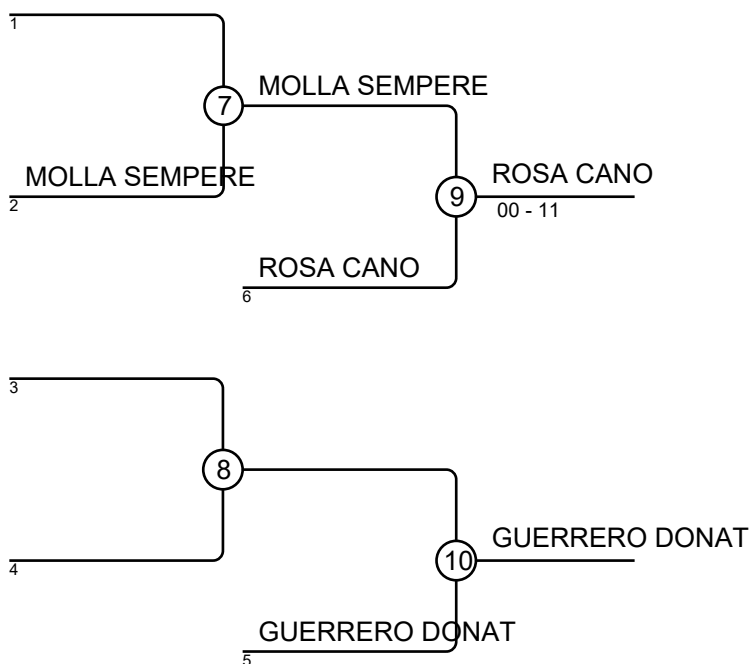 1
MOLLA SEMPERE
7
MOLLA SEMPERE
2
ROSA CANO
9
00 - 11
ROSA CANO
6
3
8
GUERRERO DONAT
10
4
GUERRERO DONAT
5